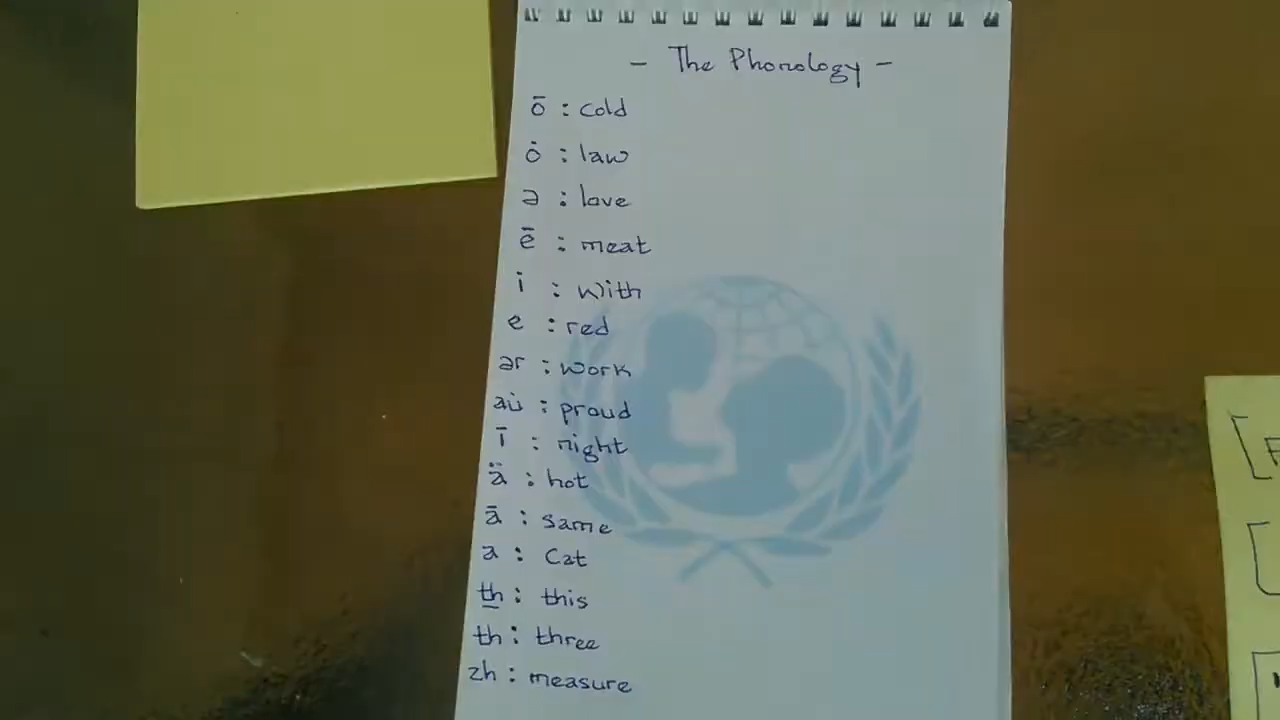 - The Phonology -
ō : cold
ȯ : law
ə : love
ē : meat
i : with
e : red
ər : work
au̇ : proud
ī : night
ä : hot
ā : same
a : Cat
t͟h : this
th : three
zh : measure